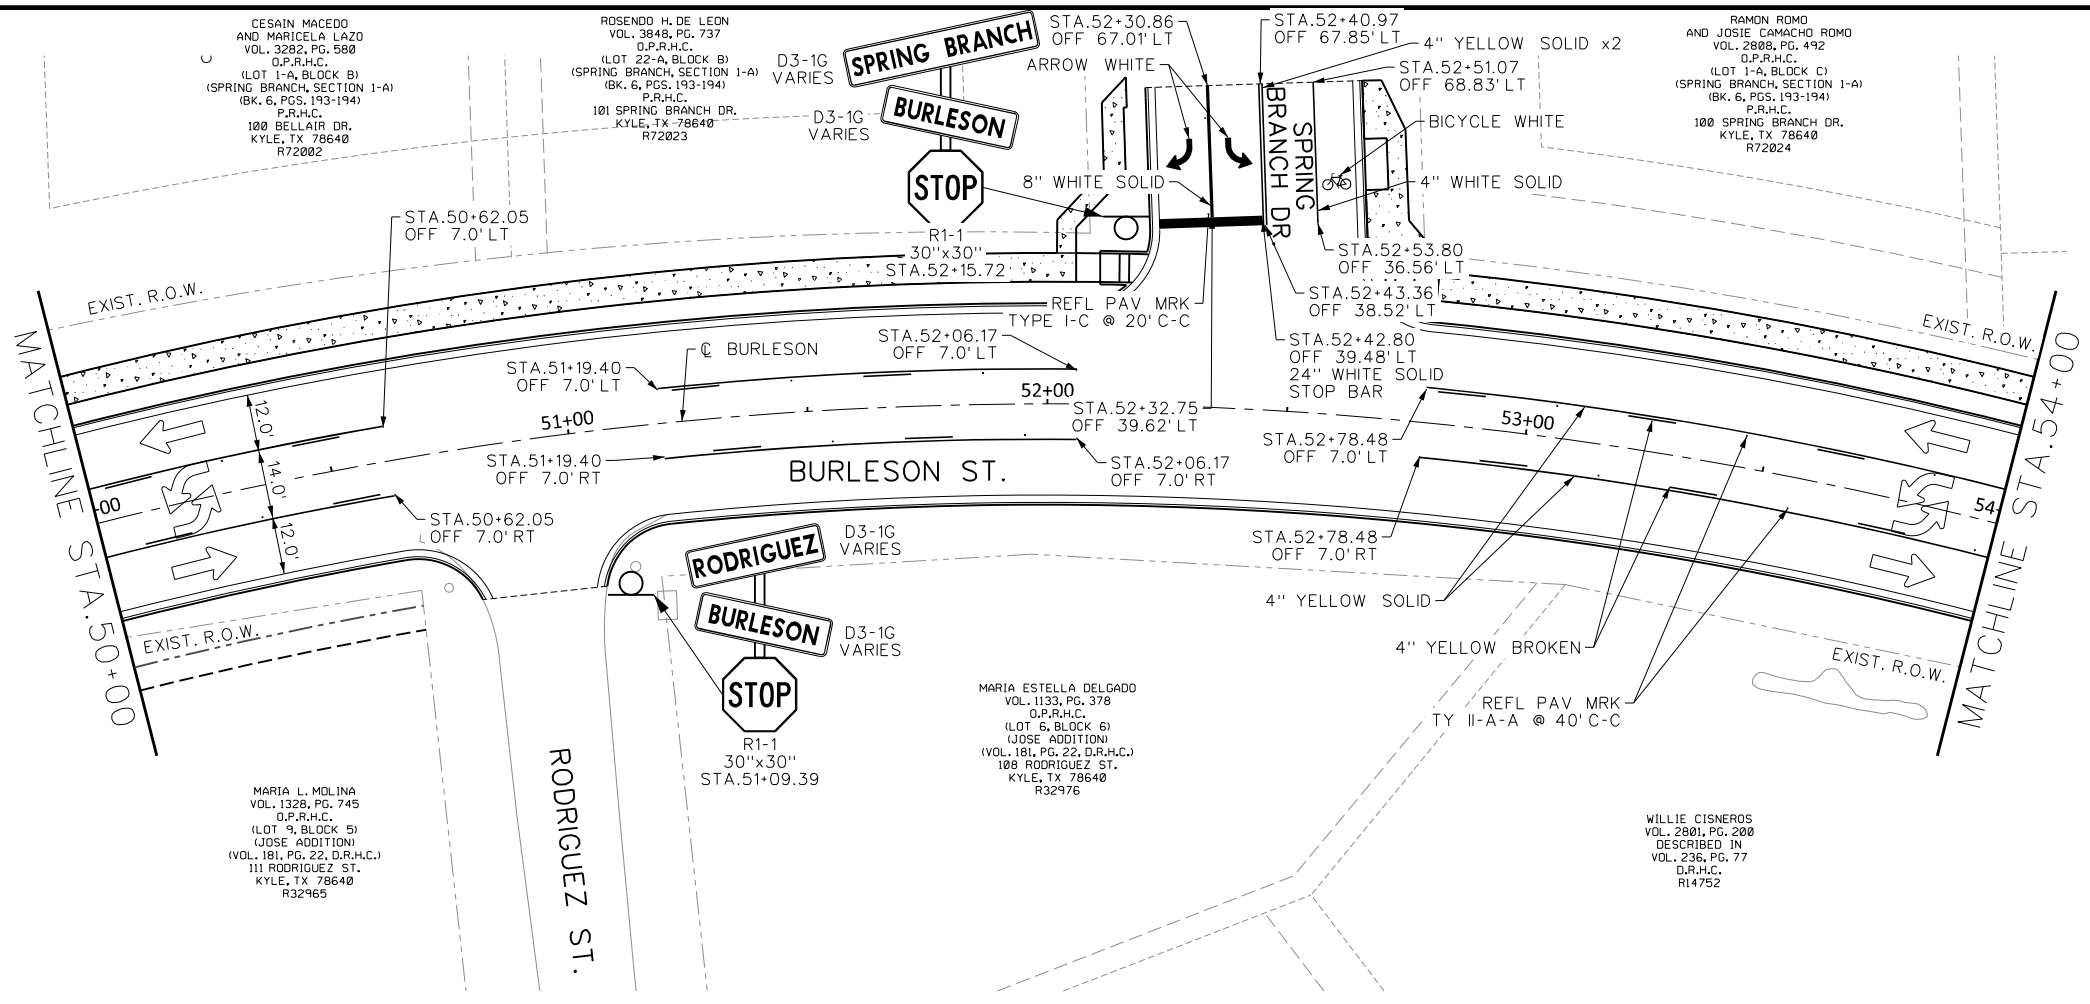 CESAIN MACEDO
AND MARICELA LAZO
VOL. 3282, PG. 580
O.P.R.H.C.
(LOT 1-A, BLOCK B)
(SPRING BRANCH, SECTION 1-A)
(BK. 6, PGS. 193-194)
P.R.H.C.
100 BELLAIR DR.
KYLE, TX 78640
R72002
ROSENDO H. DE LEON
VOL. 3848, PG. 737
O.P.R.H.C.
(LOT 22-A, BLOCK B)
(SPRING BRANCH, SECTION 1-A)
(BK. 6, PGS. 193-194)
P.R.H.C.
101 SPRING BRANCH DR.
KYLE, TX 78640
R72023
D3-1G
VARIES
SPRING BRANCH
D3-1G
VARIES
BURLESON
STOP
R1-1
30"x30"
STA.52+15.72
STA.52+30.86
OFF 67.01' LT
ARROW WHITE
8" WHITE SOLID
STA.52+40.97
OFF 67.85' LT
4" YELLOW SOLID x2
STA.52+51.07
OFF 68.83' LT
BICYCLE WHITE
4" WHITE SOLID
SPRING
BRANCH DR
RAMON ROMO
AND JOSIE CAMACHO ROMO
VOL. 2808, PG. 492
O.P.R.H.C.
(LOT 1-A, BLOCK C)
(SPRING BRANCH, SECTION 1-A)
(BK. 6, PGS. 193-194)
P.R.H.C.
100 SPRING BRANCH DR.
KYLE, TX 78640
R72024
STA.52+53.80
OFF 36.56' LT
STA.52+43.36
OFF 38.52' LT
STA.52+42.80
OFF 39.48' LT
24" WHITE SOLID
STOP BAR
REFL PAV MRK
TYPE I-C @ 20' C-C
STA.50+62.05
OFF 7.0' LT
EXIST. R.O.W.
EXIST. R.O.W.
MATCHLINE STA.50+00
MATCHLINE STA.54+00
STA.52+06.17
OFF 7.0' LT
℄ BURLESON
STA.51+19.40
OFF 7.0' LT
51+00
52+00
53+00
STA.52+32.75
OFF 39.62' LT
STA.52+78.48
OFF 7.0' LT
12.0'
14.0'
12.0'
-00
54-
STA.51+19.40
OFF 7.0' RT
BURLESON ST.
STA.52+06.17
OFF 7.0' RT
STA.50+62.05
OFF 7.0' RT
STA.52+78.48
OFF 7.0' RT
4" YELLOW SOLID
4" YELLOW BROKEN
REFL PAV MRK
TY II-A-A @ 40' C-C
EXIST. R.O.W.
EXIST. R.O.W.
RODRIGUEZ
D3-1G
VARIES
BURLESON
D3-1G
VARIES
STOP
R1-1
30"x30"
STA.51+09.39
RODRIGUEZ ST.
MARIA ESTELLA DELGADO
VOL. 1133, PG. 378
O.P.R.H.C.
(LOT 6, BLOCK 6)
(JOSE ADDITION)
(VOL. 181, PG. 22, D.R.H.C.)
108 RODRIGUEZ ST.
KYLE, TX 78640
R32976
MARIA L. MOLINA
VOL. 1328, PG. 745
O.P.R.H.C.
(LOT 9, BLOCK 5)
(JOSE ADDITION)
(VOL. 181, PG. 22, D.R.H.C.)
111 RODRIGUEZ ST.
KYLE, TX 78640
R32965
WILLIE CISNEROS
VOL. 2801, PG. 200
DESCRIBED IN
VOL. 236, PG. 77
D.R.H.C.
R14752